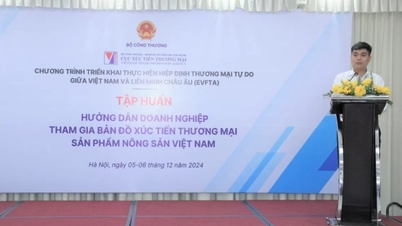 BỘ CÔNG THƯƠNG
CỤC XÚC TIẾN THƯƠNG MẠI
CHƯƠNG TRÌNH TRIỂN KHAI THỰC HIỆN HIỆP ĐỊNH THƯƠNG MẠI TỰ DO
GIỮA VIỆT NAM VÀ LIÊN MINH CHÂU ÂU (EVFTA)
TẬP HUẤN
HƯỚNG DẪN DOANH NGHIỆP
THAM GIA BẢN ĐỒ XÚC TIẾN THƯƠNG MẠI
SẢN PHẨM NÔNG SẢN VIỆT NAM
Hà Nội, ngày 05-06 tháng 12 năm 2024